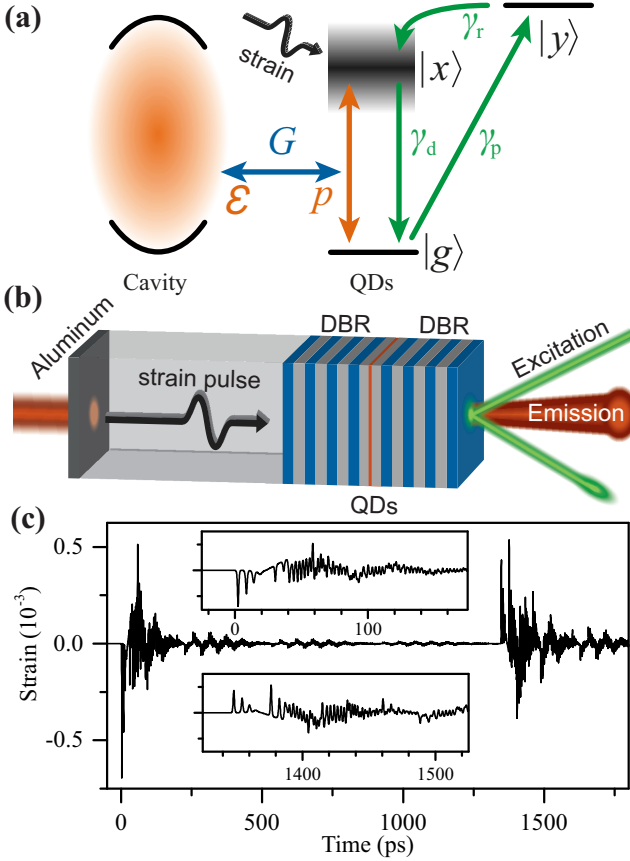 (a)
strain
|x⟩
γr
|y⟩
G
γd
γp
ℰ
p
|g⟩
Cavity
QDs
(b)
Aluminum
DBR
DBR
strain pulse
Excitation
Emission
QDs
(c)
Strain (10⁻³)
0.5
0.0
-0.5
0
100
1400
1500
0
500
1000
1500
Time (ps)